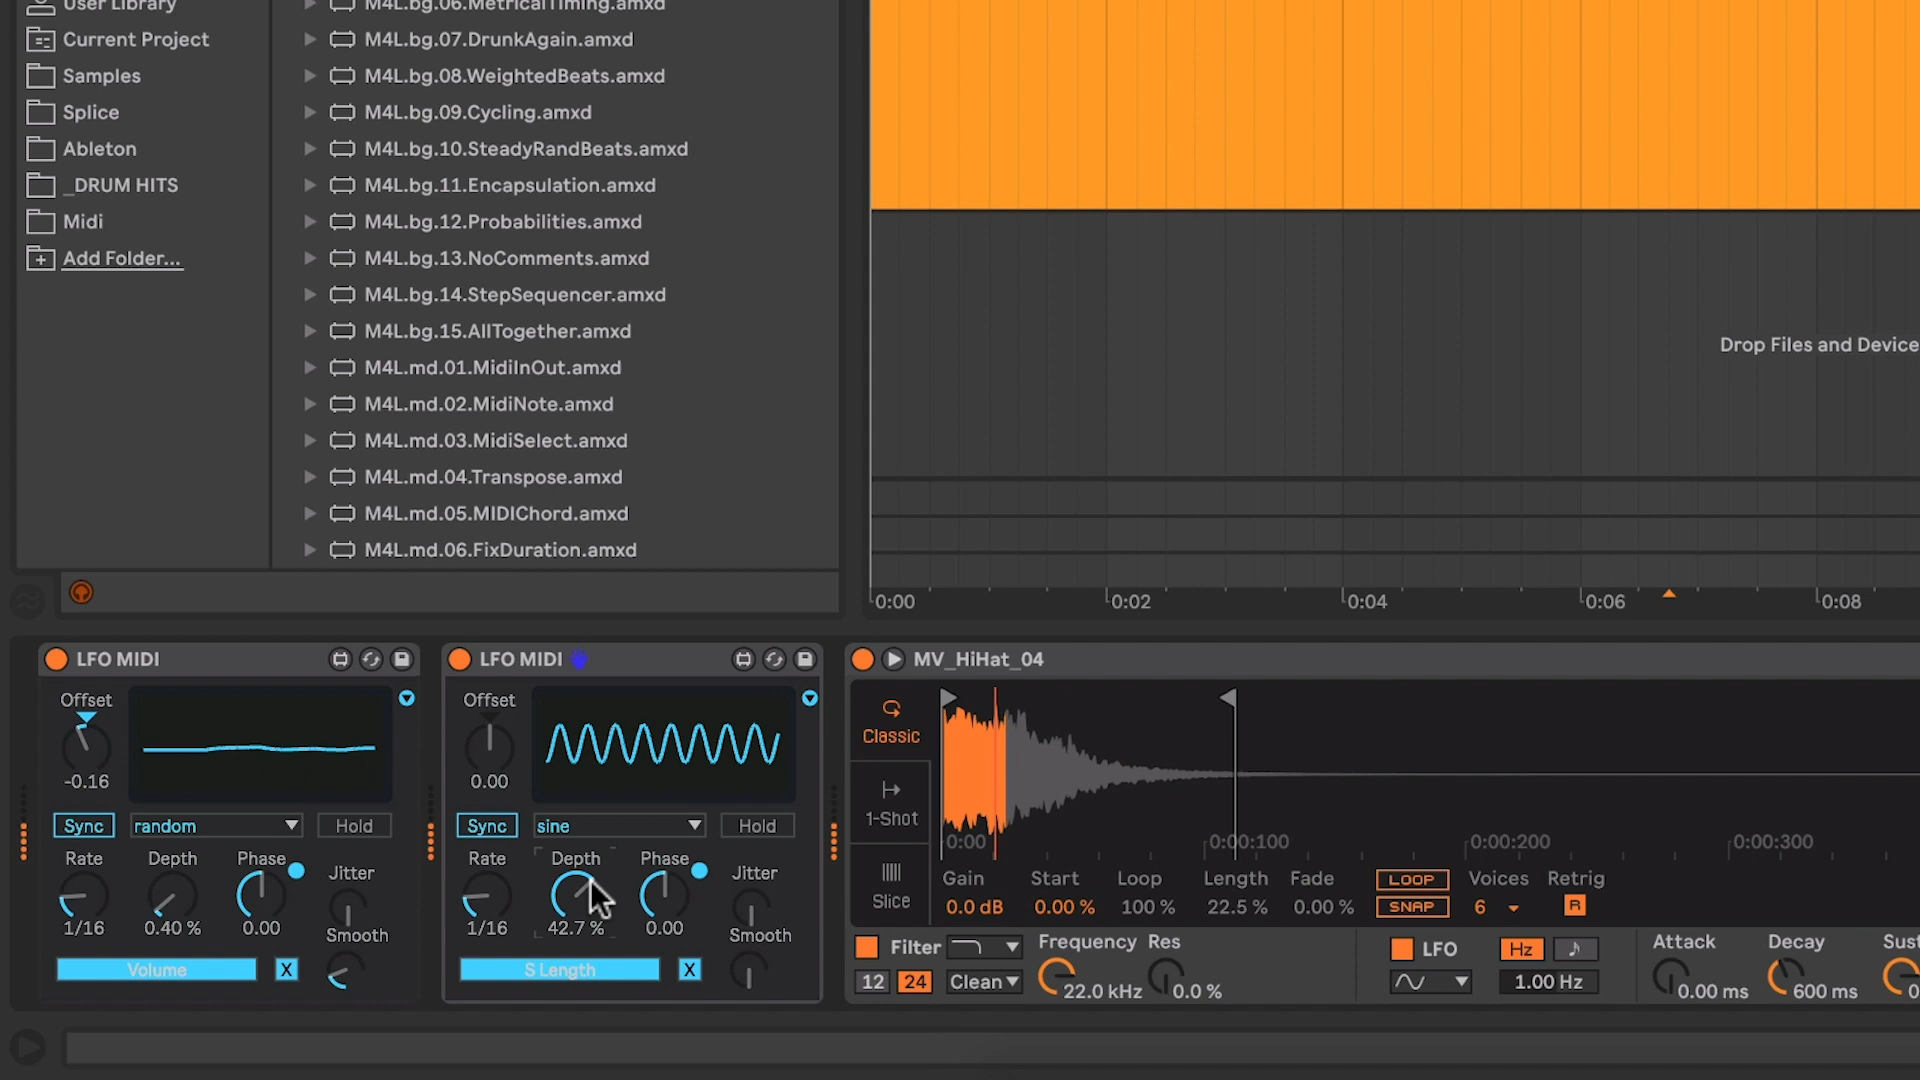 User Library
Current Project
Samples
Splice
Ableton
_DRUM HITS
Midi
Add Folder...
M4L.bg.06.MetricalTiming.amxd
M4L.bg.07.DrunkAgain.amxd
M4L.bg.08.WeightedBeats.amxd
M4L.bg.09.Cycling.amxd
M4L.bg.10.SteadyRandBeats.amxd
M4L.bg.11.Encapsulation.amxd
M4L.bg.12.Probabilities.amxd
M4L.bg.13.NoComments.amxd
M4L.bg.14.StepSequencer.amxd
M4L.bg.15.AllTogether.amxd
M4L.md.01.MidiInOut.amxd
M4L.md.02.MidiNote.amxd
M4L.md.03.MidiSelect.amxd
M4L.md.04.Transpose.amxd
M4L.md.05.MIDIChord.amxd
M4L.md.06.FixDuration.amxd
Drop Files and Device
0:00 0:02 0:04 0:06 0:08
LFO MIDI
Offset
-0.16
Sync random Hold
Rate Depth Phase Jitter
1/16 0.40 % 0.00 Smooth
Volume X
LFO MIDI
Offset
0.00
Sync sine Hold
Rate Depth Phase Jitter
1/16 42.7 % 0.00 Smooth
S Length X
MV_HiHat_04
Classic
1-Shot
Slice
0:00 0:00:100 0:00:200 0:00:300
Gain Start Loop Length Fade LOOP Voices Retrig
0.0 dB 0.00 % 100 % 22.5 % 0.00 % SNAP 6 R
Filter Frequency Res LFO Hz Attack Decay Sust
12 24 Clean 22.0 kHz 0.0 % 1.00 Hz 0.00 ms 600 ms 0